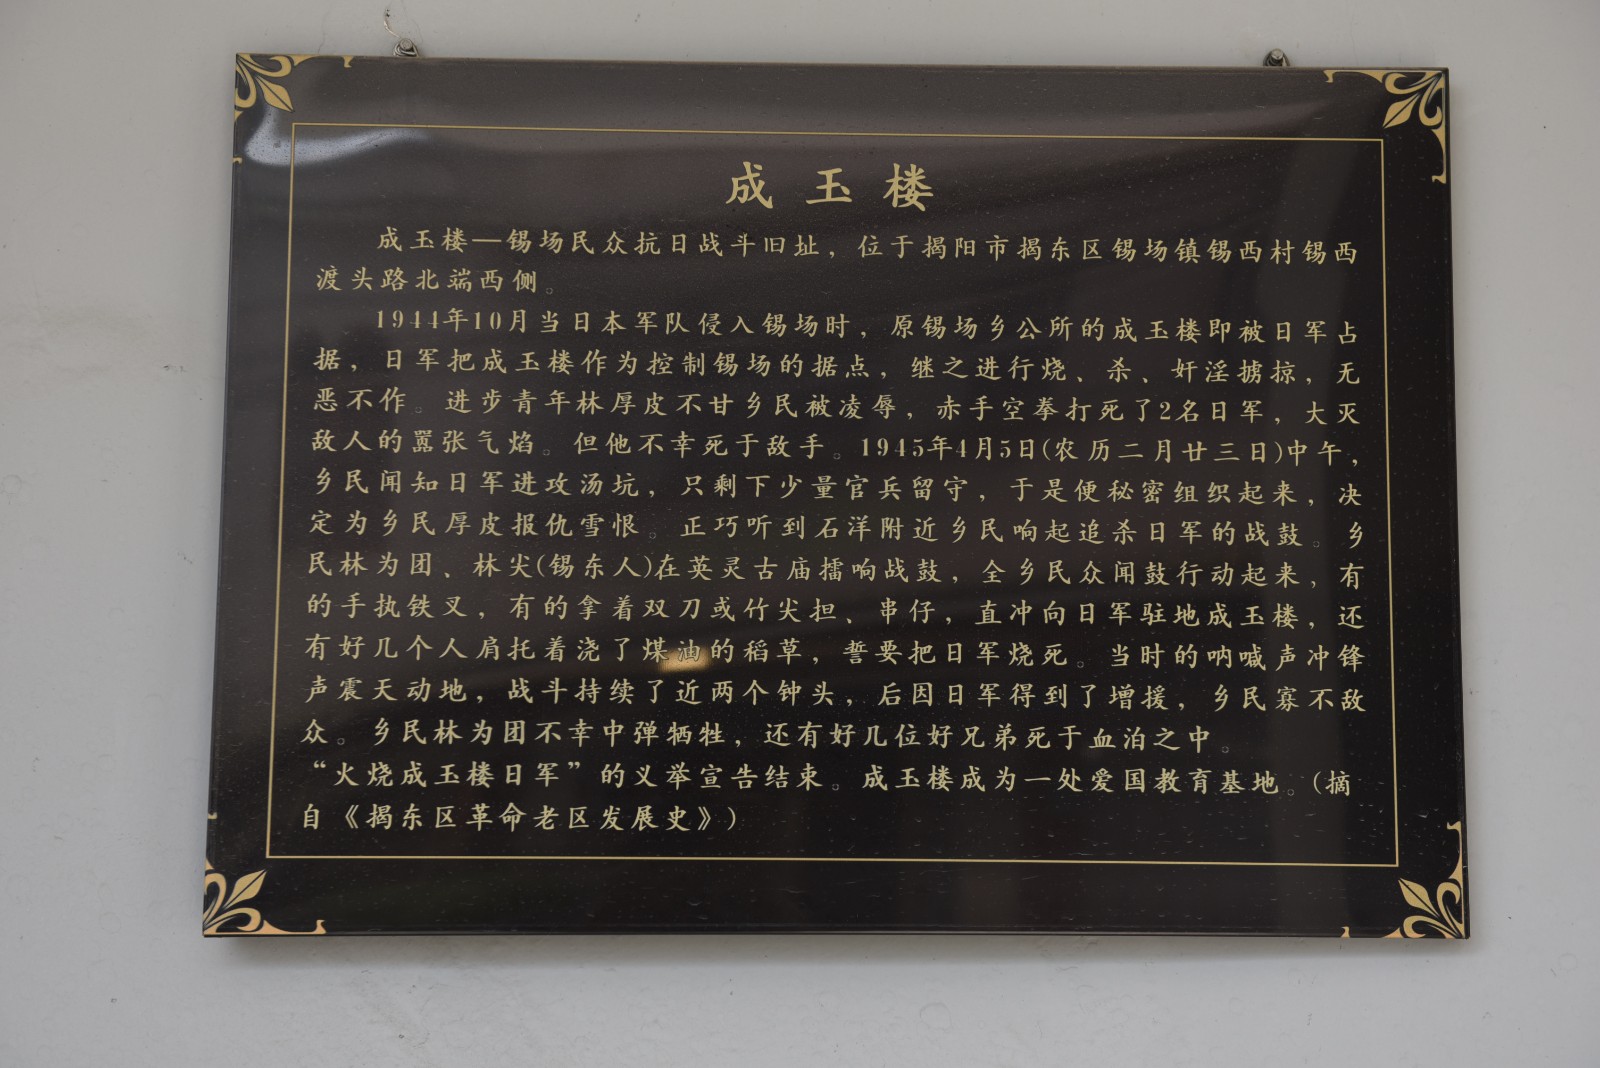 成玉楼
成玉楼—锡场民众抗日战斗旧址，位于揭阳市揭东区锡场镇锡西村锡西
渡头路北端西侧。
1944年10月当日本军队侵入锡场时，原锡场乡公所的成玉楼即被日军占
据，日军把成玉楼作为控制锡场的据点，继之进行烧、杀、奸淫掳掠，无
恶不作。进步青年林厚皮不甘乡民被凌辱，赤手空拳打死了2名日军，大灭
敌人的嚣张气焰。但他不幸死于敌手。1945年4月5日(农历二月廿三日)中午，
乡民闻知日军进攻汤坑，只剩下少量官兵留守，于是便秘密组织起来，决
定为乡民厚皮报仇雪恨。正巧听到石洋附近乡民响起追杀日军的战鼓。乡
民林为团、林尖(锡东人)在英灵古庙擂响战鼓，全乡民众闻鼓行动起来，有
的手执铁叉，有的拿着双刀或竹尖担、串仔，直冲向日军驻地成玉楼，还
有好几个人肩托着浇了煤油的稻草，誓要把日军烧死。当时的呐喊声冲锋
声震天动地，战斗持续了近两个钟头，后因日军得到了增援，乡民寡不敌
众。乡民林为团不幸中弹牺牲，还有好几位好兄弟死于血泊之中。
“火烧成玉楼日军”的义举宣告结束。成玉楼成为一处爱国教育基地。(摘
自《揭东区革命老区发展史》)